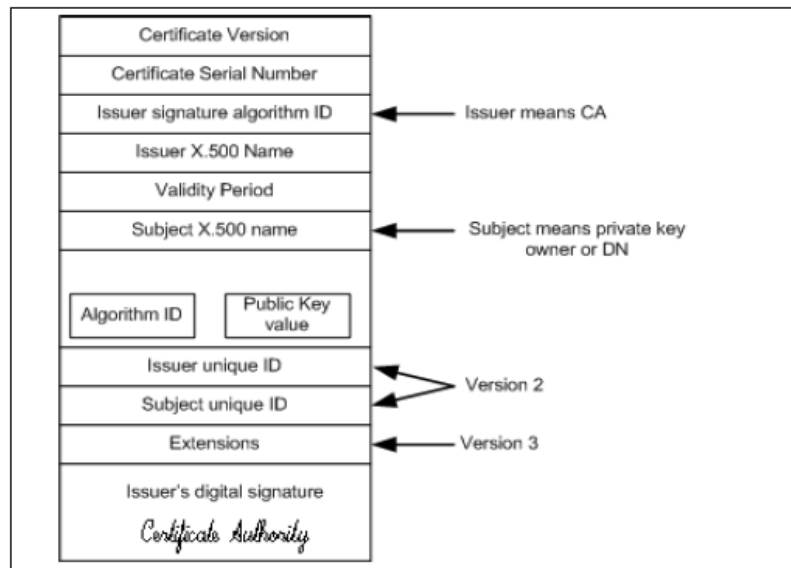 Certificate Version
Certificate Serial Number
Issuer signature algorithm ID
Issuer means CA
Issuer X.500 Name
Validity Period
Subject X.500 name
Subject means private key
owner or DN
Algorithm ID
Public Key
value
Issuer unique ID
Version 2
Subject unique ID
Extensions
Version 3
Issuer's digital signature
Certificate Authority